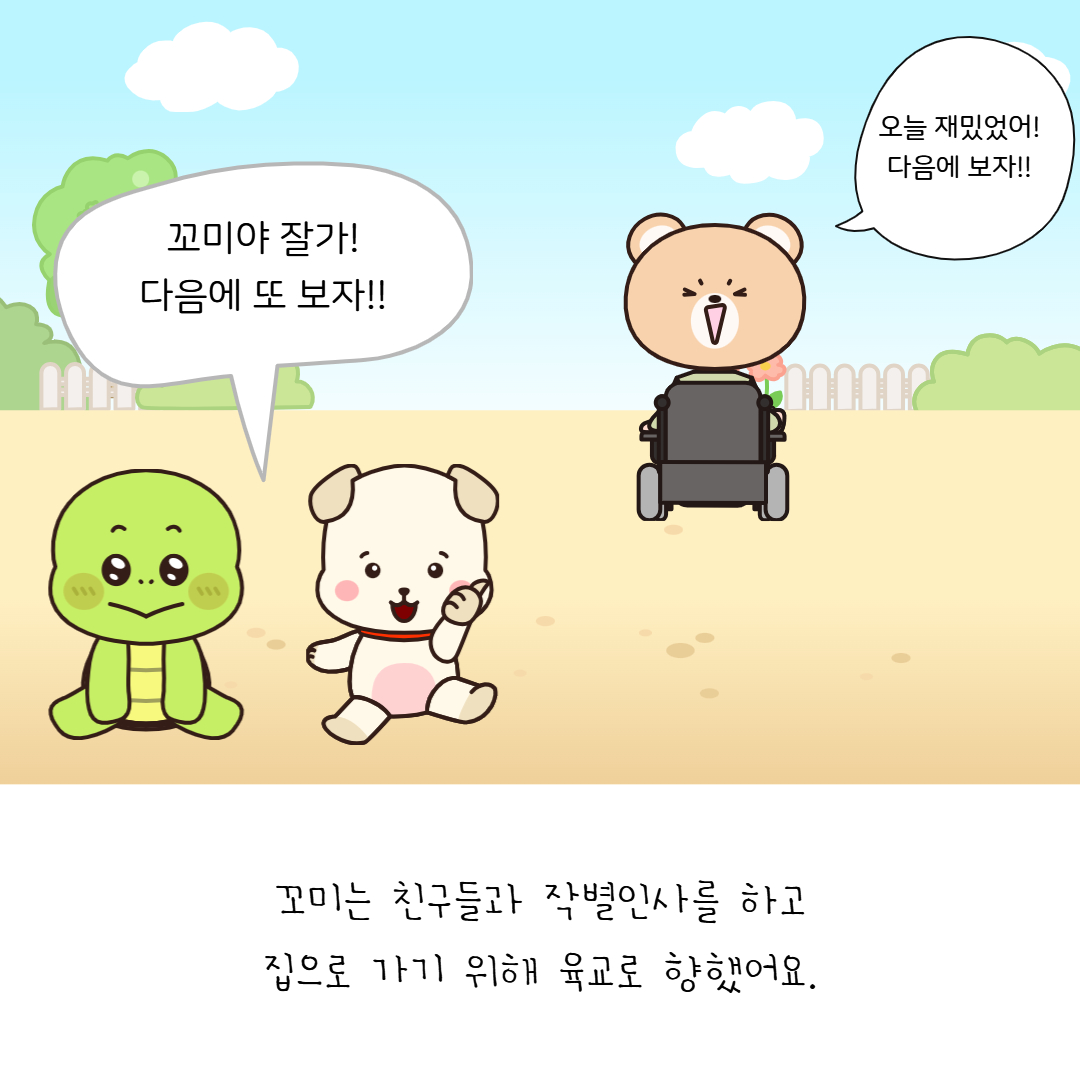 꼬미야 잘가!
다음에 또 보자!!
오늘 재밌었어!
다음에 보자!!
꼬미는 친구들과 작별인사를 하고
집으로 가기 위해 육교로 향했어요.